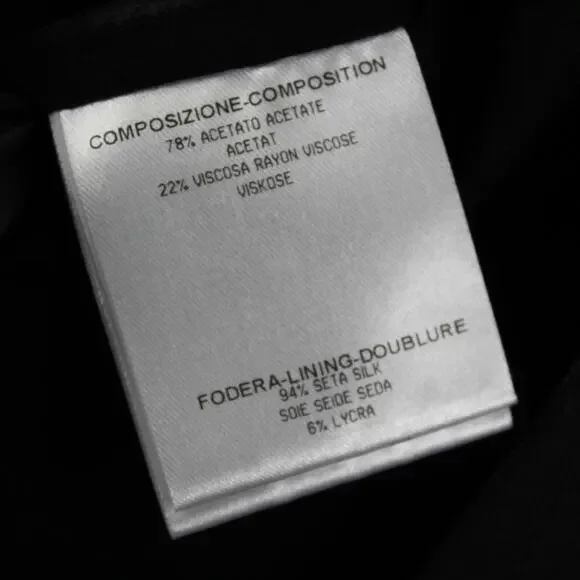 COMPOSIZIONE-COMPOSITION
78% ACETATO ACETATE
ACETAT
22% VISCOSA RAYON VISCOSE
VISKOSE
FODERA-LINING-DOUBLURE
94% SETA SILK
SOIE SEIDE SEDA
6% LYCRA